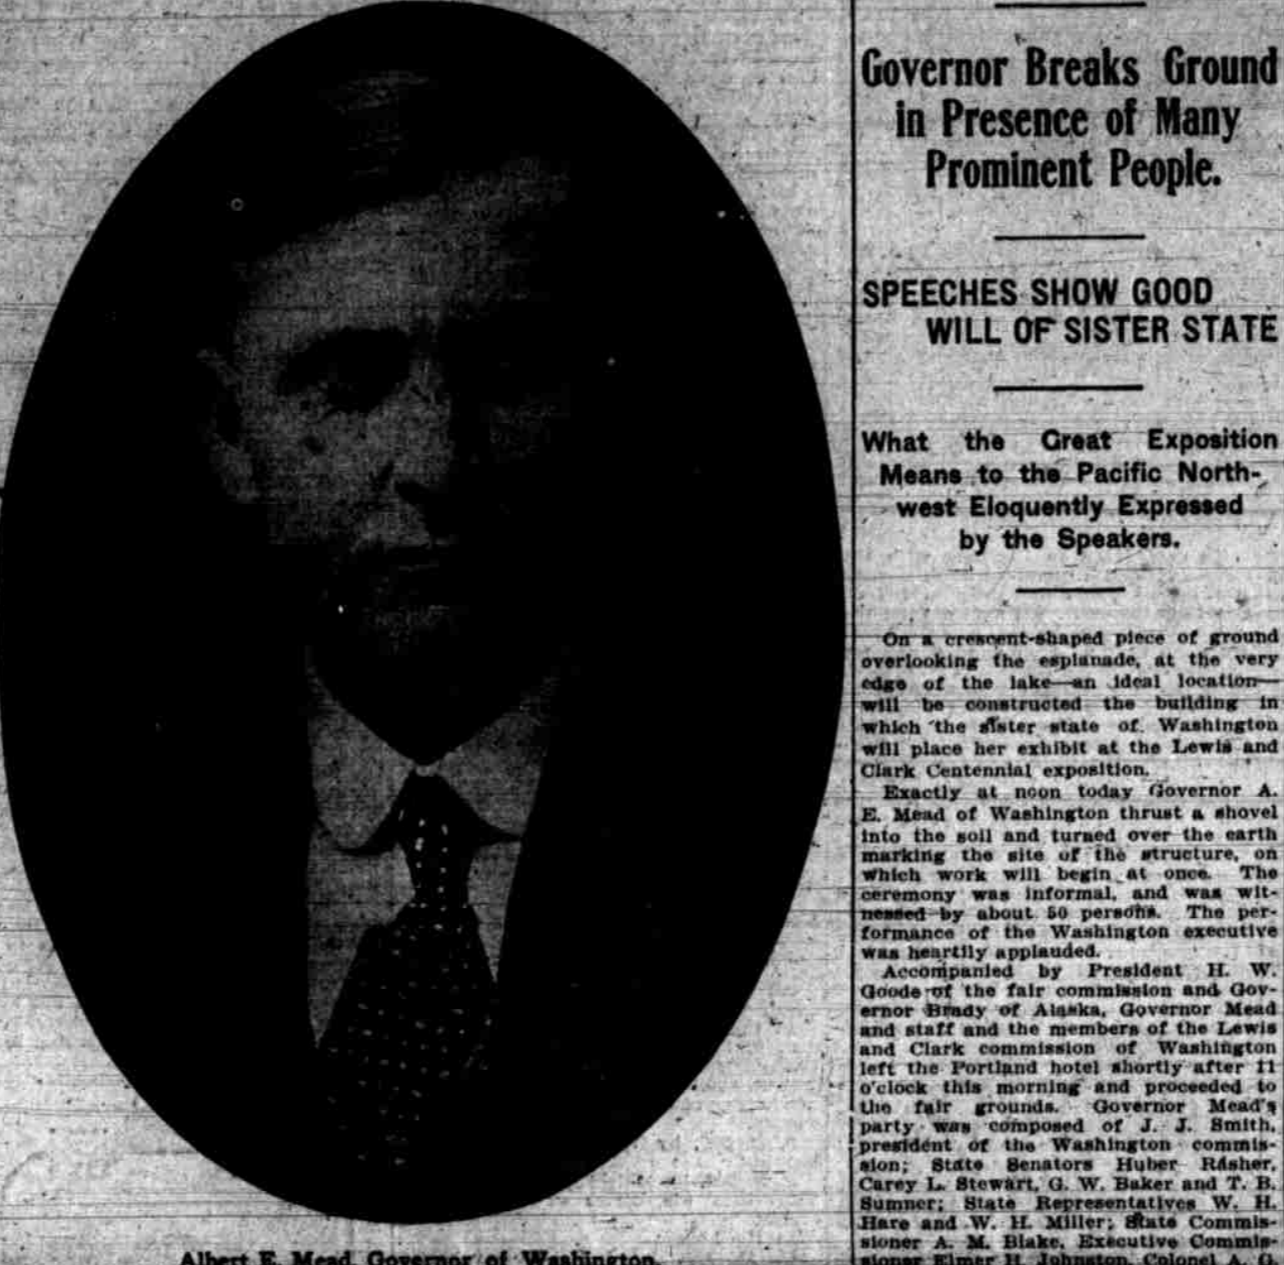 Governor Breaks Ground
in Presence of Many
Prominent People.
SPEECHES SHOW GOOD
WILL OF SISTER STATE
What the Great Exposition
Means to the Pacific North-
west Eloquently Expressed
by the Speakers.
On a crescent-shaped piece of ground
overlooking the esplanade, at the very
edge of the lake—an ideal location—
will be constructed the building in
which the sister state of Washington
will place her exhibit at the Lewis and
Clark Centennial exposition.
Exactly at noon today Governor A.
E. Mead of Washington thrust a shovel
into the soil and turned over the earth
marking the site of the structure, on
which work will begin at once. The
ceremony was informal, and was wit-
nessed by about 50 persons. The per-
formance of the Washington executive
was heartily applauded.
Accompanied by President H. W.
Goode of the fair commission and Gov-
ernor Brady of Alaska, Governor Mead
and staff and the members of the Lewis
and Clark commission of Washington
left the Portland hotel shortly after 11
o'clock this morning and proceeded to
the fair grounds. Governor Mead's
party was composed of J. J. Smith,
president of the Washington commis-
sion; State Senators Huber Rasher,
Carey L. Stewart, G. W. Baker and T. B.
Sumner; State Representatives W. H.
Hare and W. H. Miller; State Commis-
sioner A. M. Blake, Executive Commis-
sioner Elmer H. Johnston, Colonel A. G.
Albert E. Mead, Governor of Washington.